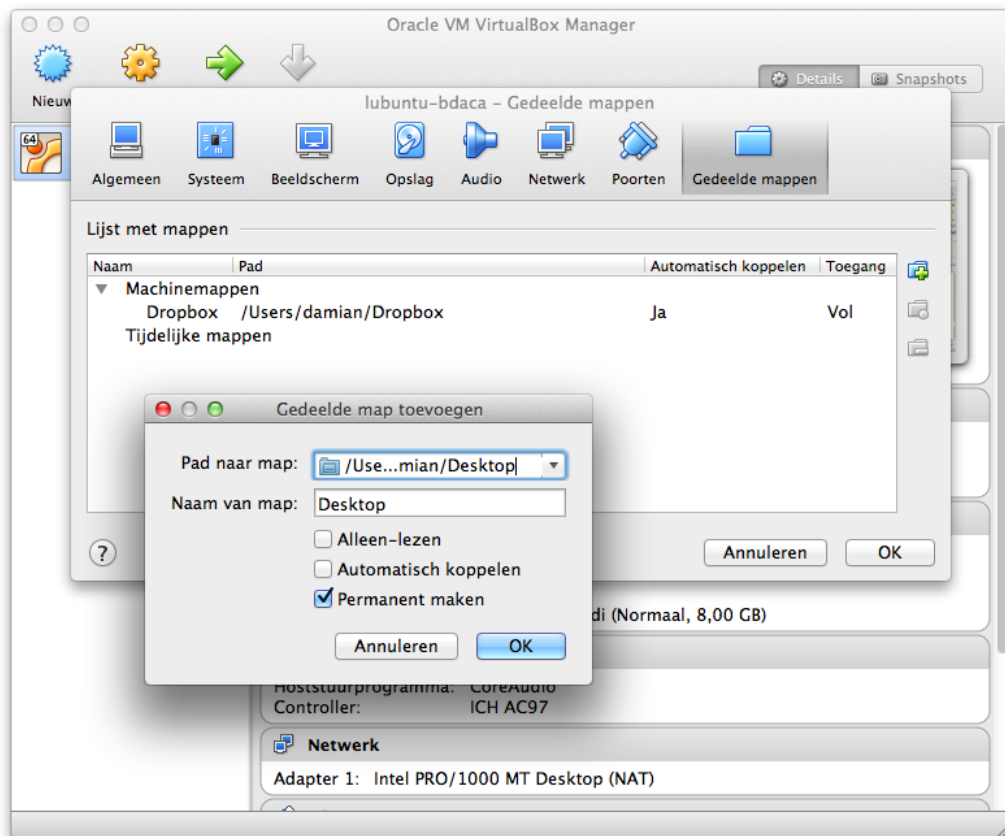 Oracle VM VirtualBox Manager
Nieuw
Details
Snapshots
lubuntu-bdaca – Gedeelde mappen
Algemeen Systeem Beeldscherm Opslag Audio Netwerk Poorten Gedeelde mappen
64
Lijst met mappen
Naam Pad Automatisch koppelen Toegang
Machinemappen
Dropbox /Users/damian/Dropbox Ja Vol
Tijdelijke mappen
Gedeelde map toevoegen
Pad naar map: /Use...mian/Desktop
Naam van map: Desktop
Alleen-lezen
Automatisch koppelen
Permanent maken
Annuleren OK
? Annuleren OK
di (Normaal, 8,00 GB)
Hoststuurprogramma: CoreAudio
Controller: ICH AC97
Netwerk
Adapter 1: Intel PRO/1000 MT Desktop (NAT)